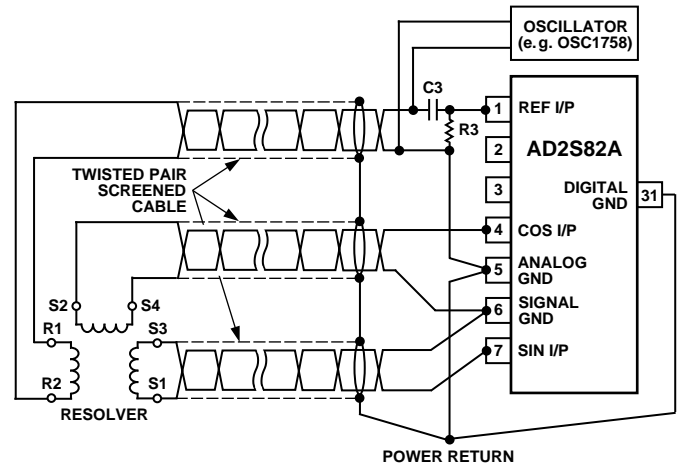 OSCILLATOR
(e.g. OSC1758)
C3
R3
1
REF I/P
2
AD2S82A
3
DIGITAL
GND
31
4
COS I/P
5
ANALOG
GND
6
SIGNAL
GND
7
SIN I/P
TWISTED PAIR
SCREENED
CABLE
S2
S4
R1
S3
R2
S1
RESOLVER
POWER RETURN